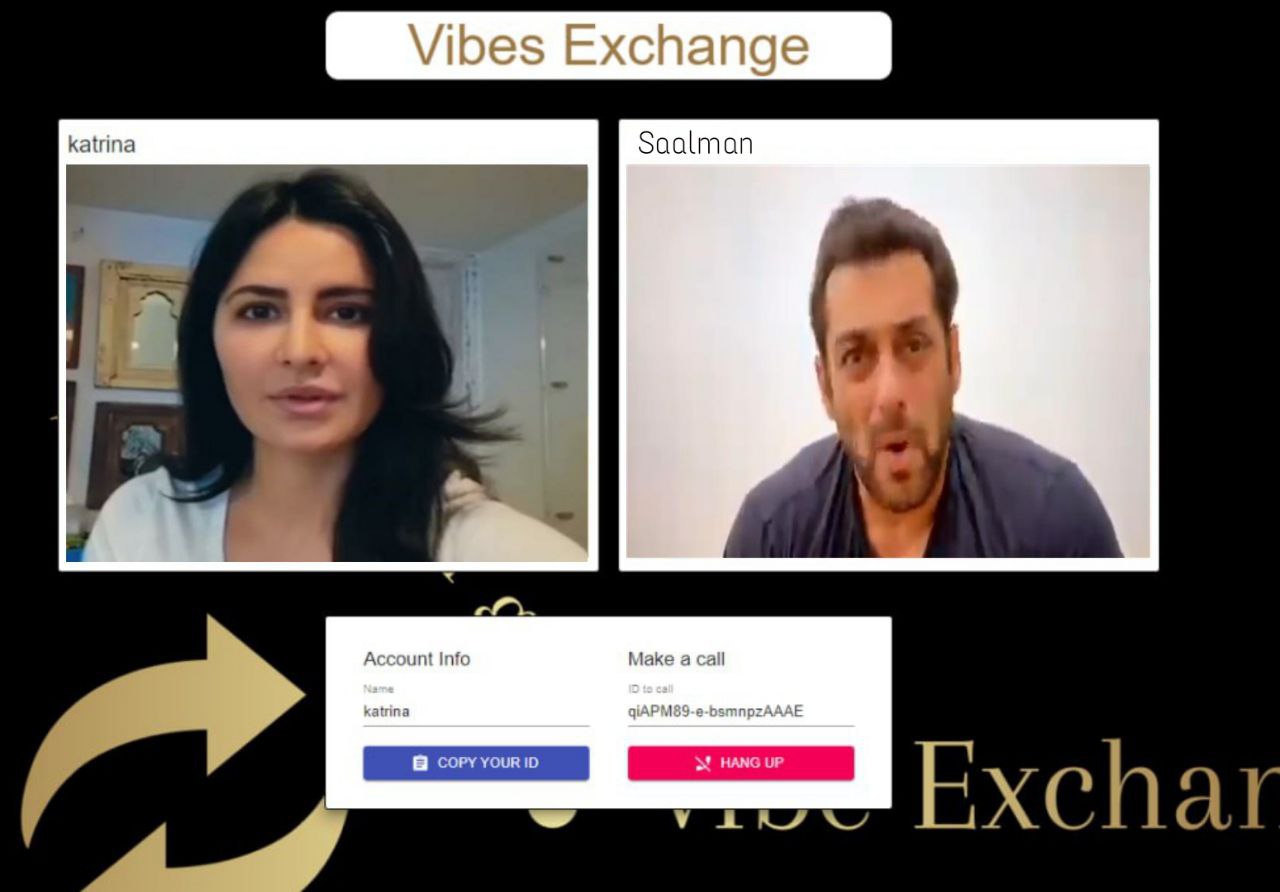 Vibes Exchange
katrina
Saalman
Account Info
Name
katrina
COPY YOUR ID
Make a call
ID to call
qiAPM89-e-bsmnpzAAAE
HANG UP
Vibe Exchan